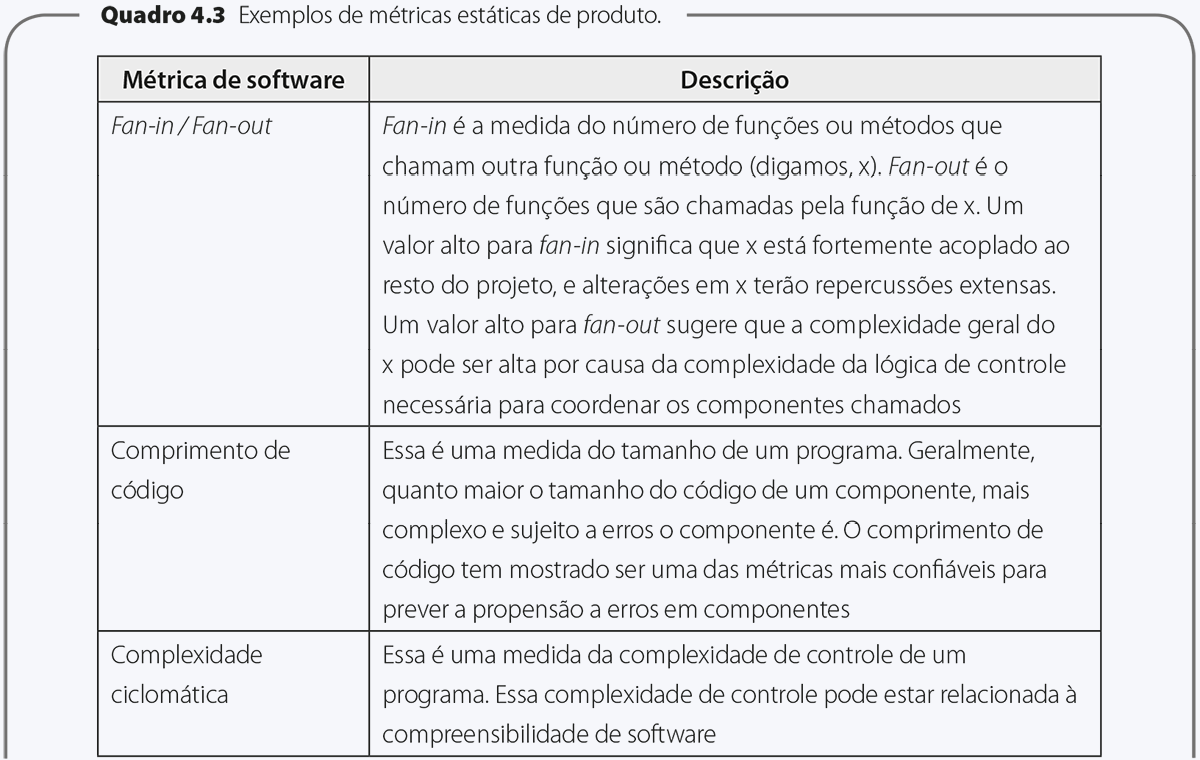 Quadro 4.3 Exemplos de métricas estáticas de produto.
Métrica de software
Descrição
Fan-in / Fan-out
Fan-in é a medida do número de funções ou métodos que
chamam outra função ou método (digamos, x). Fan-out é o
número de funções que são chamadas pela função de x. Um
valor alto para fan-in significa que x está fortemente acoplado ao
resto do projeto, e alterações em x terão repercussões extensas.
Um valor alto para fan-out sugere que a complexidade geral do
x pode ser alta por causa da complexidade da lógica de controle
necessária para coordenar os componentes chamados
Comprimento de
código
Essa é uma medida do tamanho de um programa. Geralmente,
quanto maior o tamanho do código de um componente, mais
complexo e sujeito a erros o componente é. O comprimento de
código tem mostrado ser uma das métricas mais confiáveis para
prever a propensão a erros em componentes
Complexidade
ciclomática
Essa é uma medida da complexidade de controle de um
programa. Essa complexidade de controle pode estar relacionada à
compreensibilidade de software